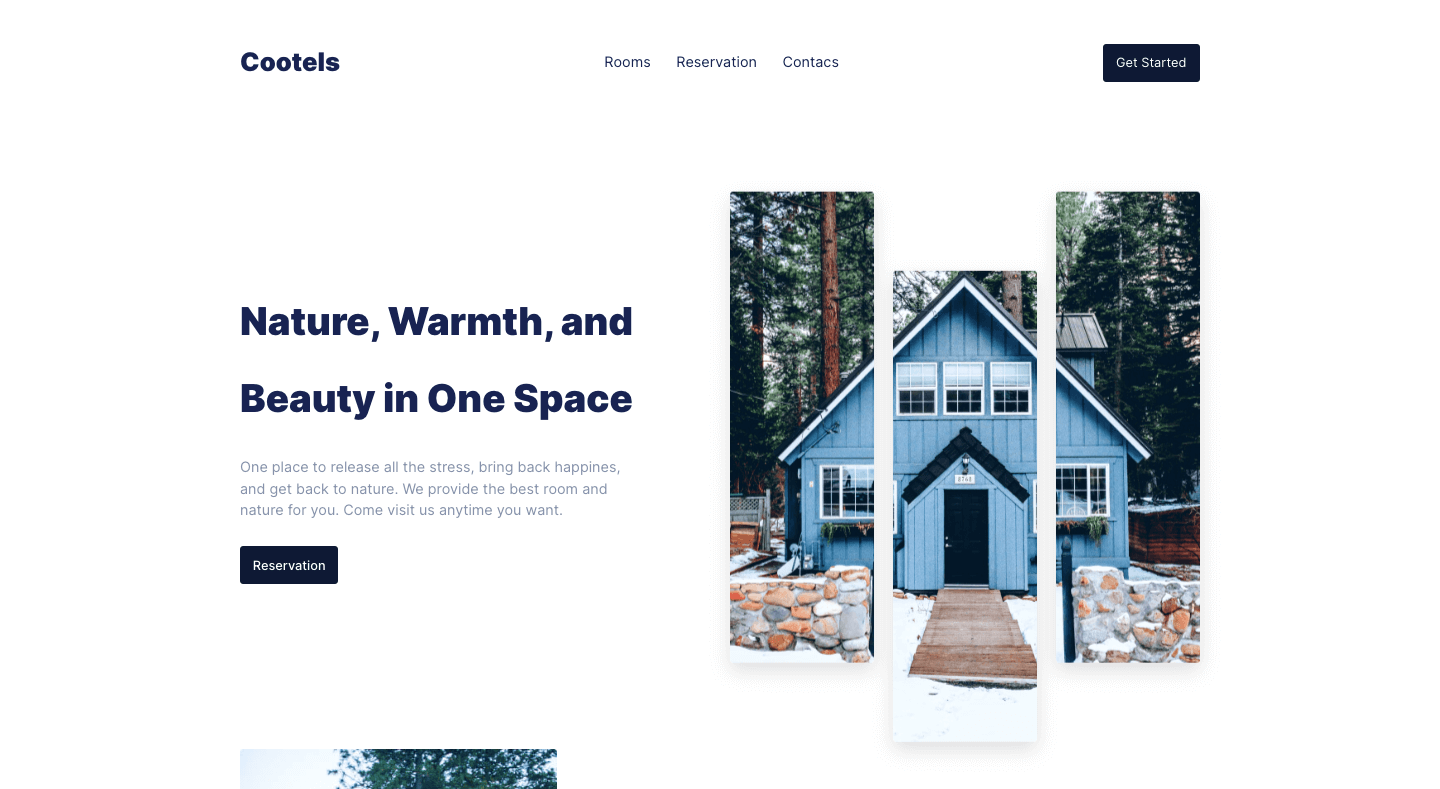 Cootels
Rooms Reservation Contacs
Get Started
Nature, Warmth, and
Beauty in One Space
One place to release all the stress, bring back happines,
and get back to nature. We provide the best room and
nature for you. Come visit us anytime you want.
Reservation
8748